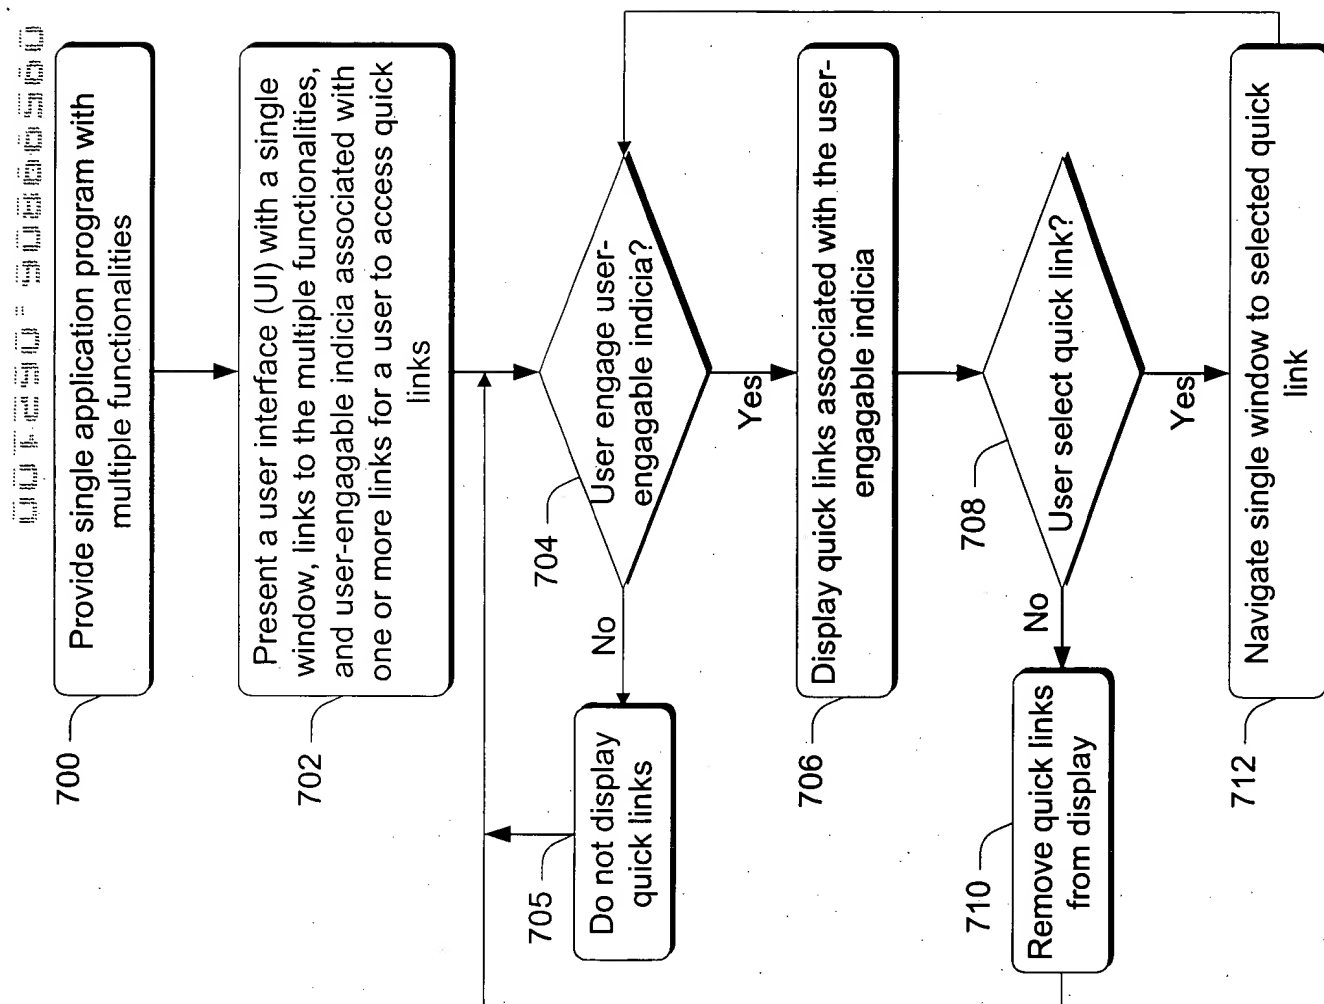 700
Provide single application program with
multiple functionalities
702
Present a user interface (UI) with a single
window, links to the multiple functionalities,
and user-engagable indicia associated with
one or more links for a user to access quick
links
704
User engage user-
engagable indicia?
No
Yes
705
Do not display
quick links
706
Display quick links associated with the user-
engagable indicia
708
User select quick link?
No
Yes
710
Remove quick links
from display
712
Navigate single window to selected quick
link